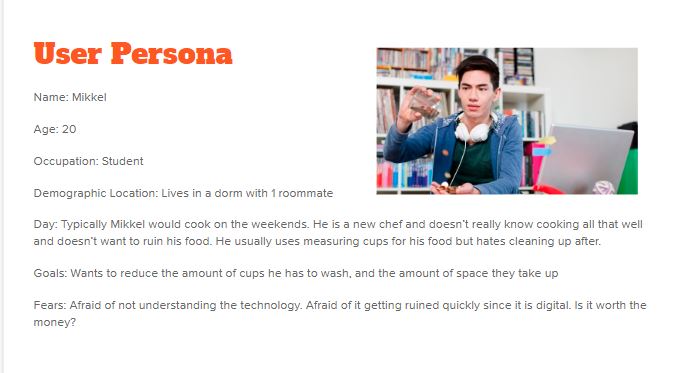 User Persona
Name: Mikkel
Age: 20
Occupation: Student
Demographic Location: Lives in a dorm with 1 roommate
Day: Typically Mikkel would cook on the weekends. He is a new chef and doesn't really know cooking all that well
and doesn't want to ruin his food. He usually uses measuring cups for his food but hates cleaning up after.
Goals: Wants to reduce the amount of cups he has to wash, and the amount of space they take up
Fears: Afraid of not understanding the technology. Afraid of it getting ruined quickly since it is digital. Is it worth the
money?